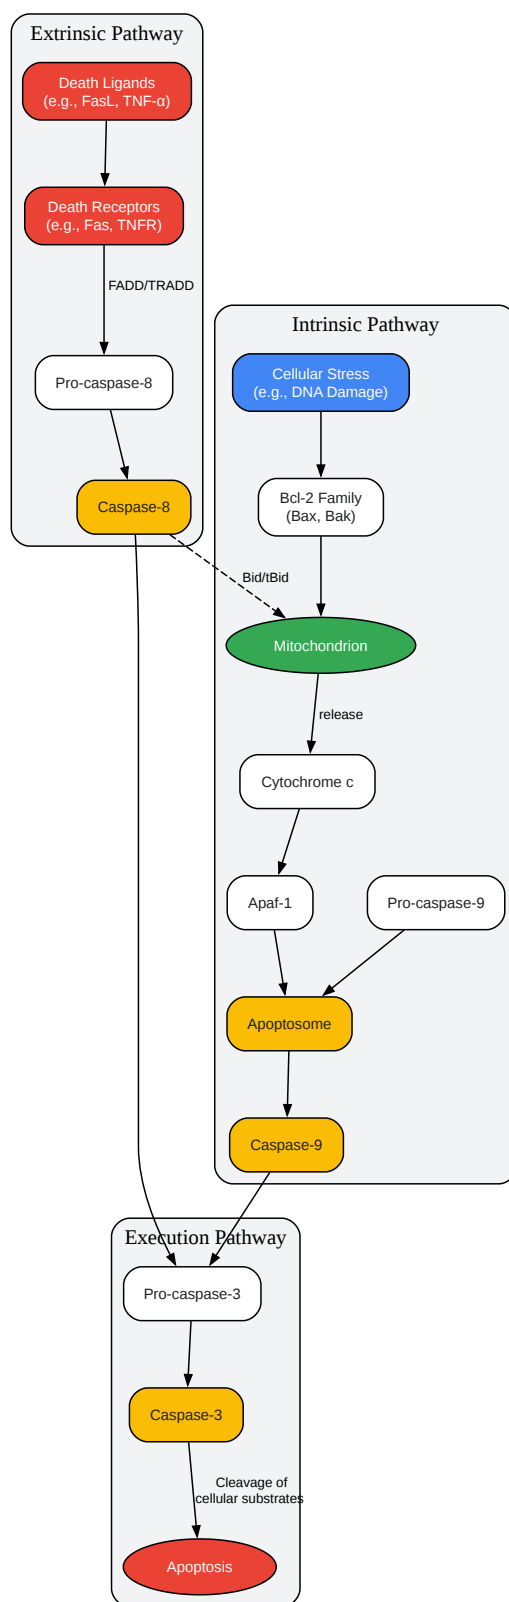 Extrinsic Pathway
Death Ligands
(e.g., FasL, TNF-α)
Death Receptors
(e.g., Fas, TNFR)
FADD/TRADD
Pro-caspase-8
Caspase-8
Intrinsic Pathway
Cellular Stress
(e.g., DNA Damage)
Bcl-2 Family
(Bax, Bak)
Bid/tBid
Mitochondrion
release
Cytochrome c
Apaf-1
Pro-caspase-9
Apoptosome
Caspase-9
Execution Pathway
Pro-caspase-3
Caspase-3
Cleavage of
cellular substrates
Apoptosis